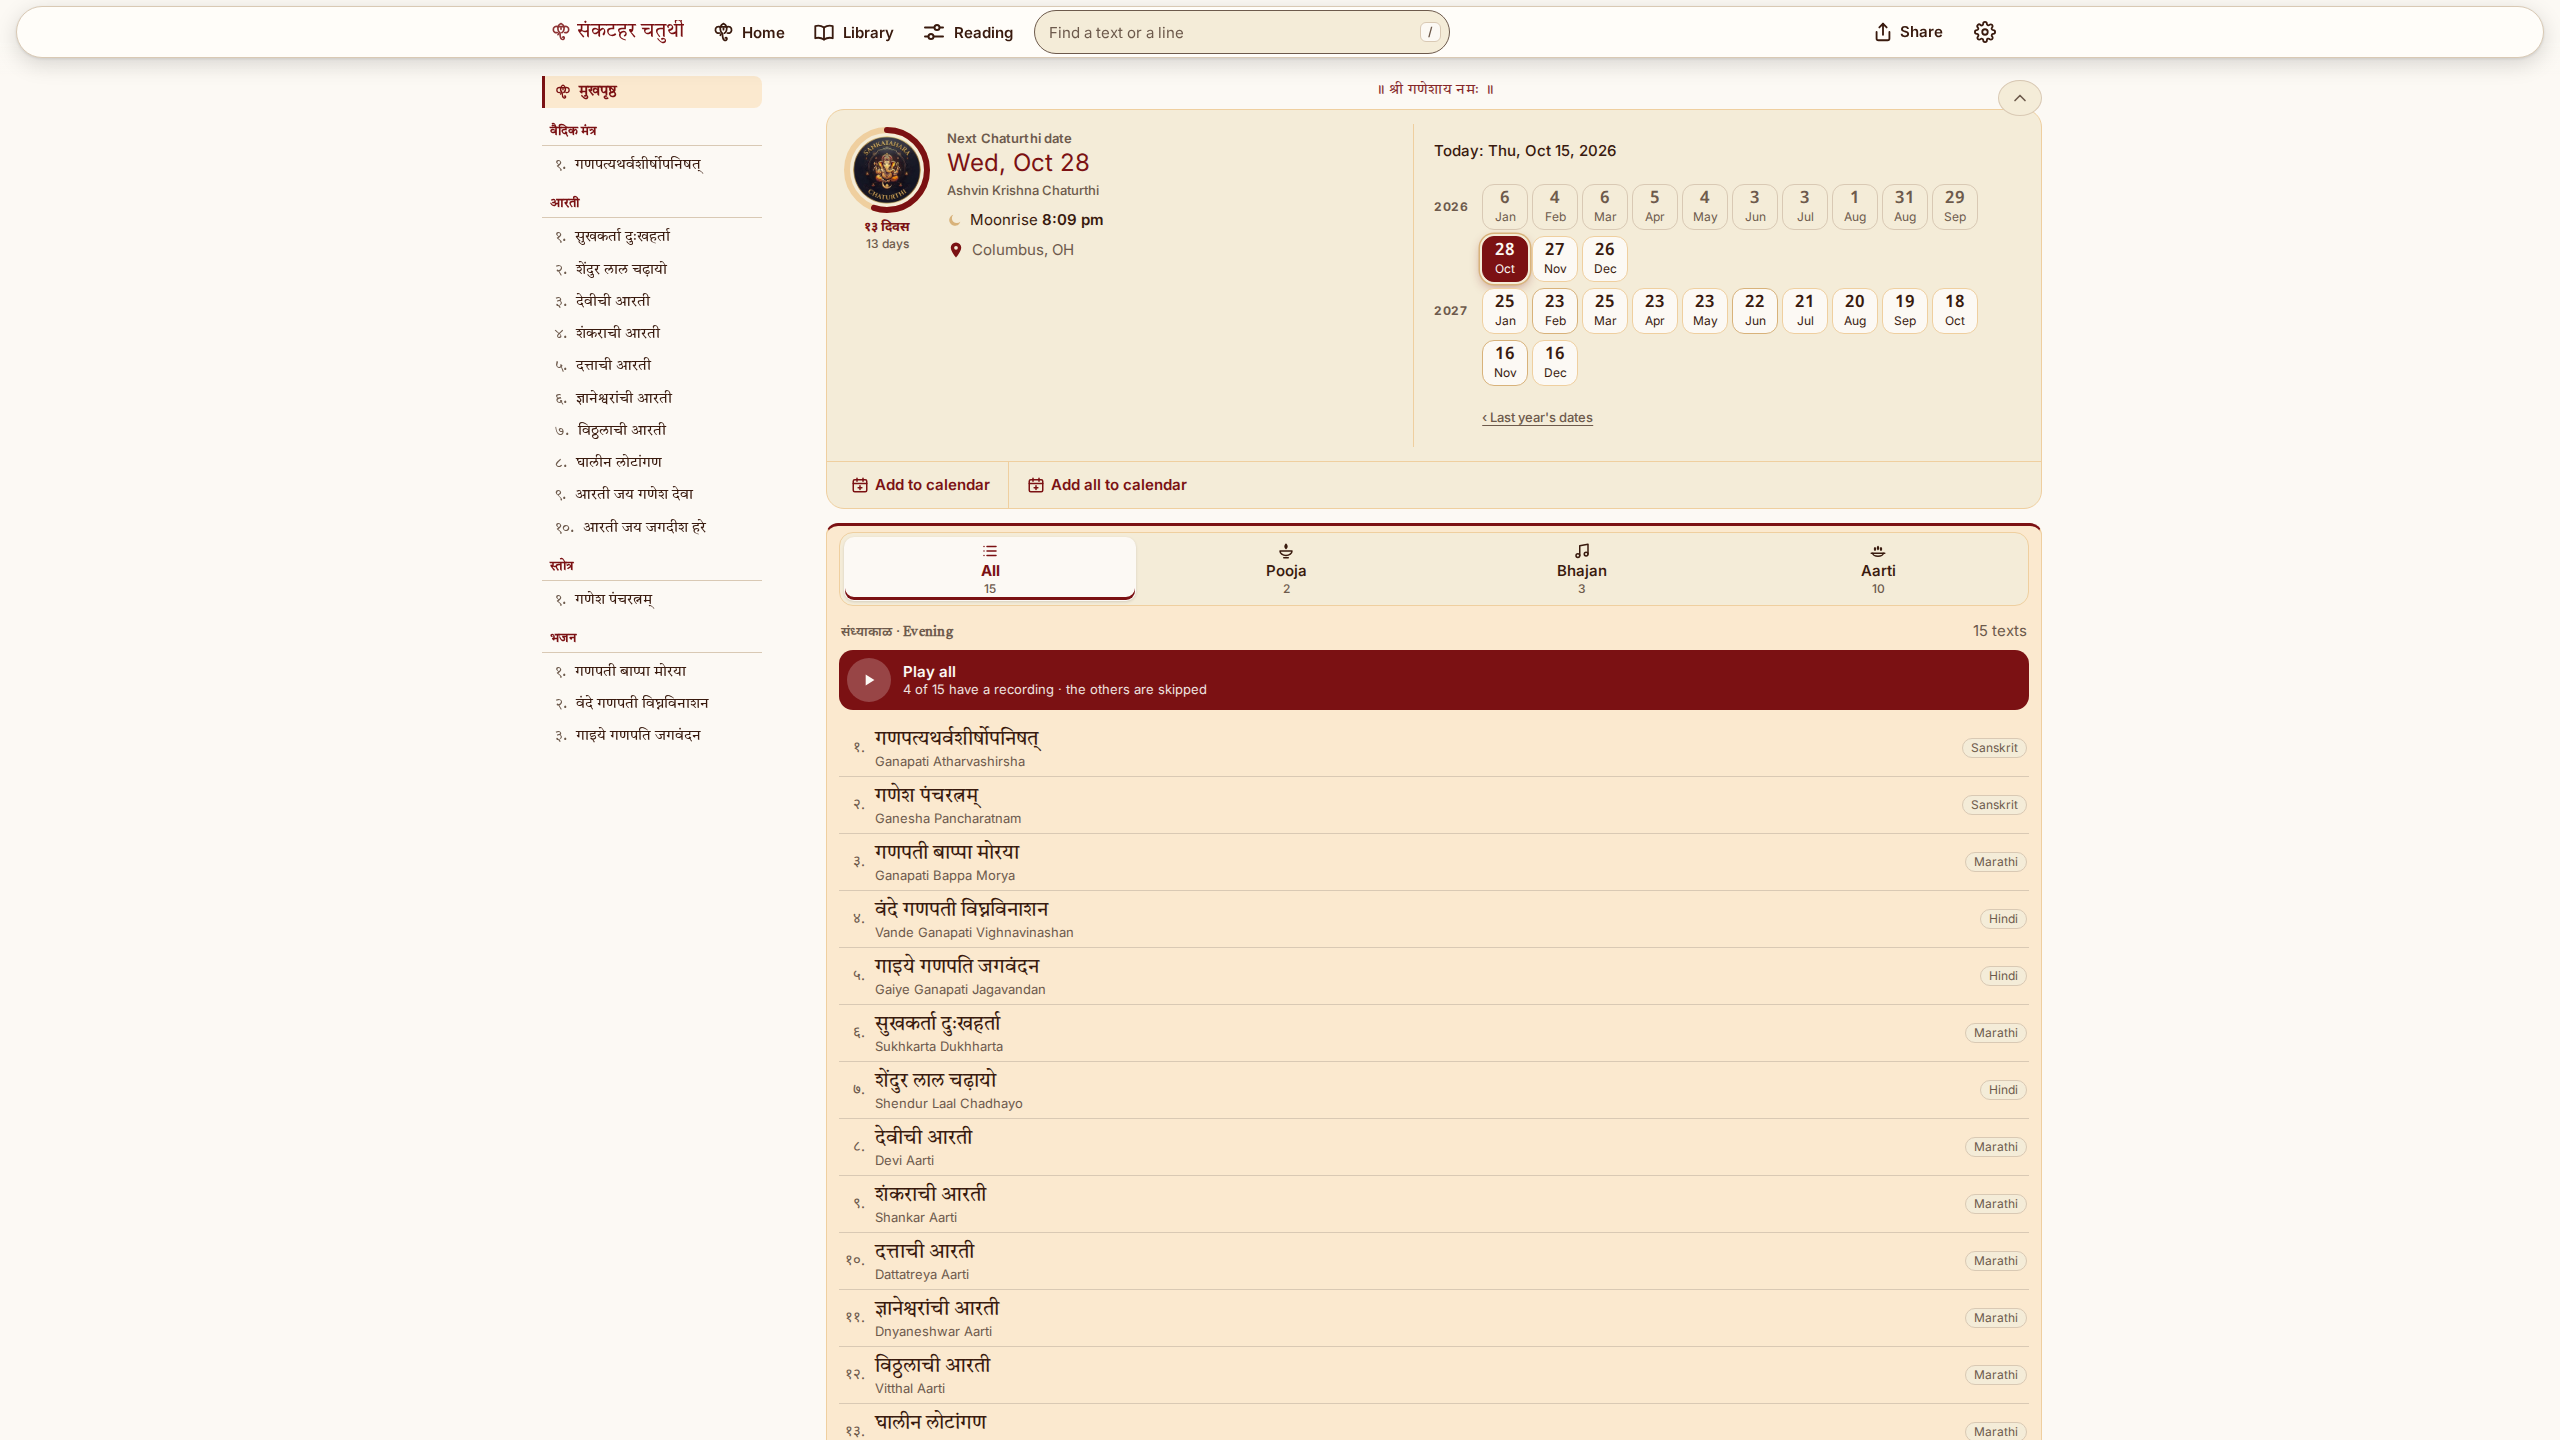 संकटहर चतुर्थी
Home
Library
Reading
Find a text or a line
/
Share
मुखपृष्ठ
वैदिक मंत्र
१. गणपत्यथर्वशीर्षोपनिषत्
आरती
१. सुखकर्ता दुःखहर्ता
२. शेंदुर लाल चढ़ायो
३. देवीची आरती
४. शंकराची आरती
५. दत्ताची आरती
६. ज्ञानेश्वरांची आरती
७. विठ्ठलाची आरती
८. घालीन लोटांगण
९. आरती जय गणेश देवा
१०. आरती जय जगदीश हरे
स्तोत्र
१. गणेश पंचरत्नम्
भजन
१. गणपती बाप्पा मोरया
२. वंदे गणपती विघ्नविनाशन
३. गाइये गणपति जगवंदन
॥ श्री गणेशाय नमः ॥
SANKATAHARA
CHATURTHI
१३ दिवस
13 days
Next Chaturthi date
Wed, Oct 28
Ashvin Krishna Chaturthi
Moonrise 8:09 pm
Columbus, OH
Today: Thu, Oct 15, 2026
2026
6 Jan
4 Feb
6 Mar
5 Apr
4 May
3 Jun
3 Jul
1 Aug
31 Aug
29 Sep
28 Oct
27 Nov
26 Dec
2027
25 Jan
23 Feb
25 Mar
23 Apr
23 May
22 Jun
21 Jul
20 Aug
19 Sep
18 Oct
16 Nov
16 Dec
‹ Last year's dates
Add to calendar
Add all to calendar
All
15
Pooja
2
Bhajan
3
Aarti
10
संध्याकाळ · Evening
15 texts
Play all
4 of 15 have a recording · the others are skipped
१. गणपत्यथर्वशीर्षोपनिषत्
Ganapati Atharvashirsha
Sanskrit
२. गणेश पंचरत्नम्
Ganesha Pancharatnam
Sanskrit
३. गणपती बाप्पा मोरया
Ganapati Bappa Morya
Marathi
४. वंदे गणपती विघ्नविनाशन
Vande Ganapati Vighnavinashan
Hindi
५. गाइये गणपति जगवंदन
Gaiye Ganapati Jagavandan
Hindi
६. सुखकर्ता दुःखहर्ता
Sukhkarta Dukhharta
Marathi
७. शेंदुर लाल चढ़ायो
Shendur Laal Chadhayo
Hindi
८. देवीची आरती
Devi Aarti
Marathi
९. शंकराची आरती
Shankar Aarti
Marathi
१०. दत्ताची आरती
Dattatreya Aarti
Marathi
११. ज्ञानेश्वरांची आरती
Dnyaneshwar Aarti
Marathi
१२. विठ्ठलाची आरती
Vitthal Aarti
Marathi
१३. घालीन लोटांगण
Marathi